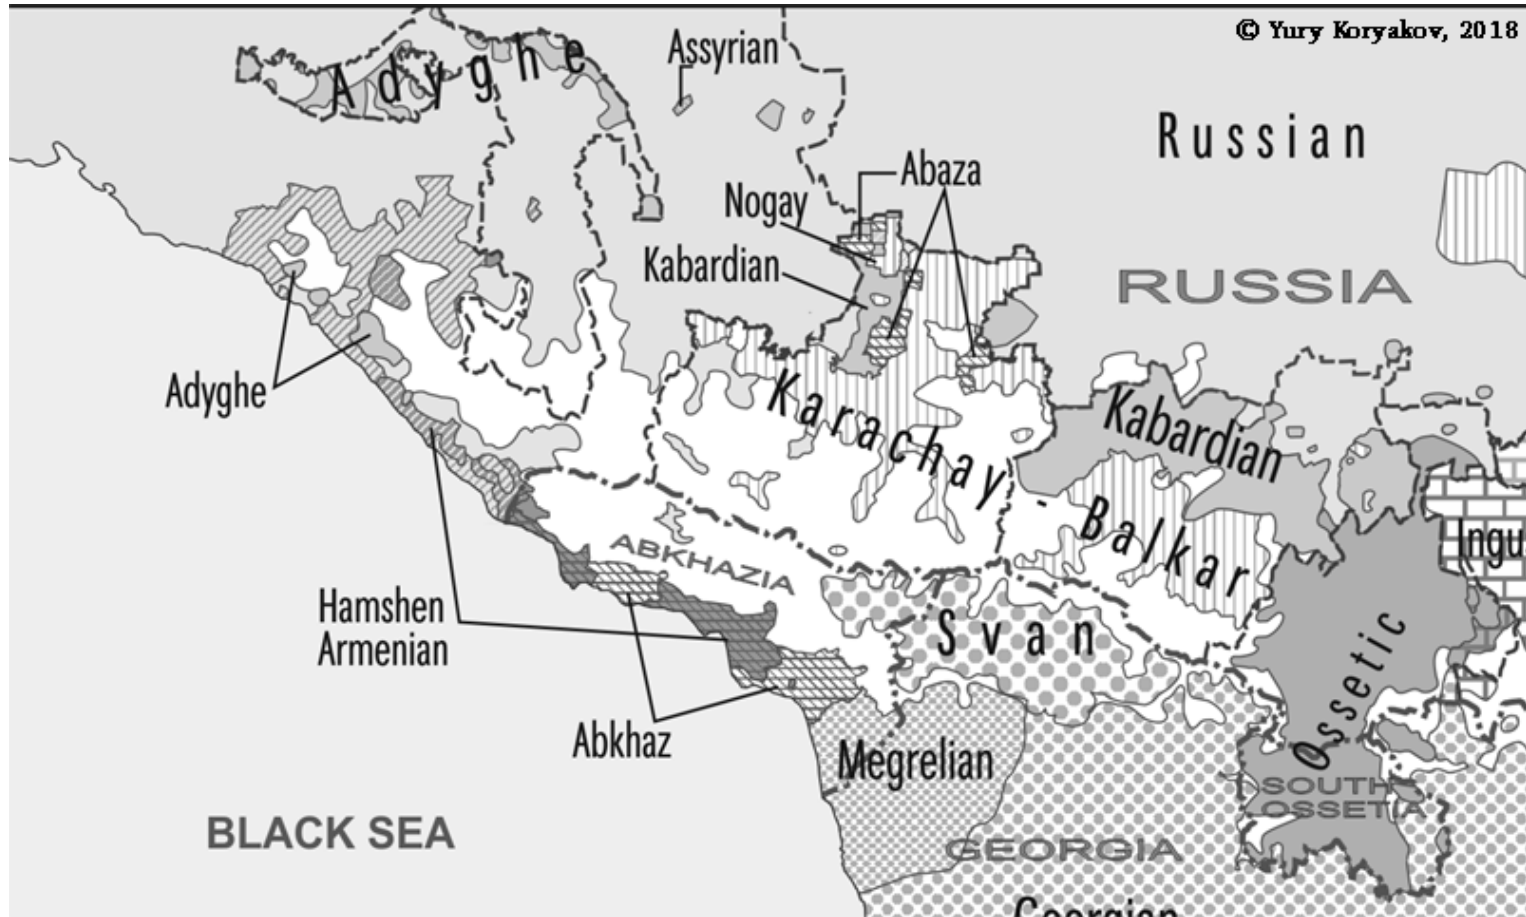 © Yury Koryakov, 2018
Adyghe
Assyrian
Russian
Abaza
Nogay
Kabardian
RUSSIA
Adyghe
Karachay - Balkar
Kabardian
Ingu
ABKHAZIA
Hamshen
Armenian
Svan
Ossetic
Abkhaz
Megrelian
SOUTH
OSSETIA
BLACK SEA
GEORGIA
Georgian